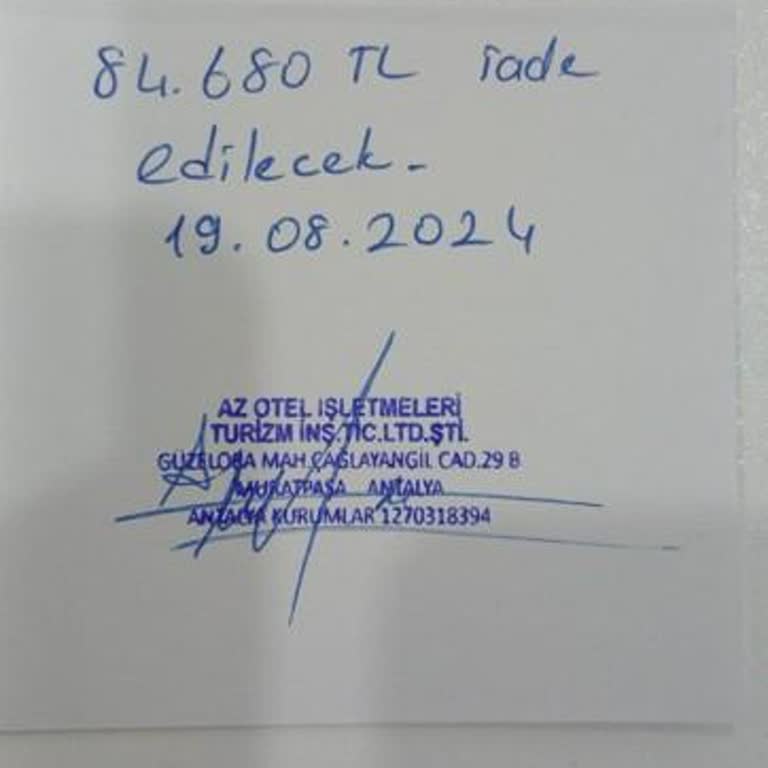 84.680 TL iade
edilecek.
19.08.2024
AZ OTEL İŞLETMELERİ
TURİZM İNŞ.TİC.LTD.ŞTİ.
GÜZELOBA MAH.ÇAĞLAYANGİL CAD.29 B
MURATPAŞA ANTALYA
ANTALYA KURUMLAR 1270318394